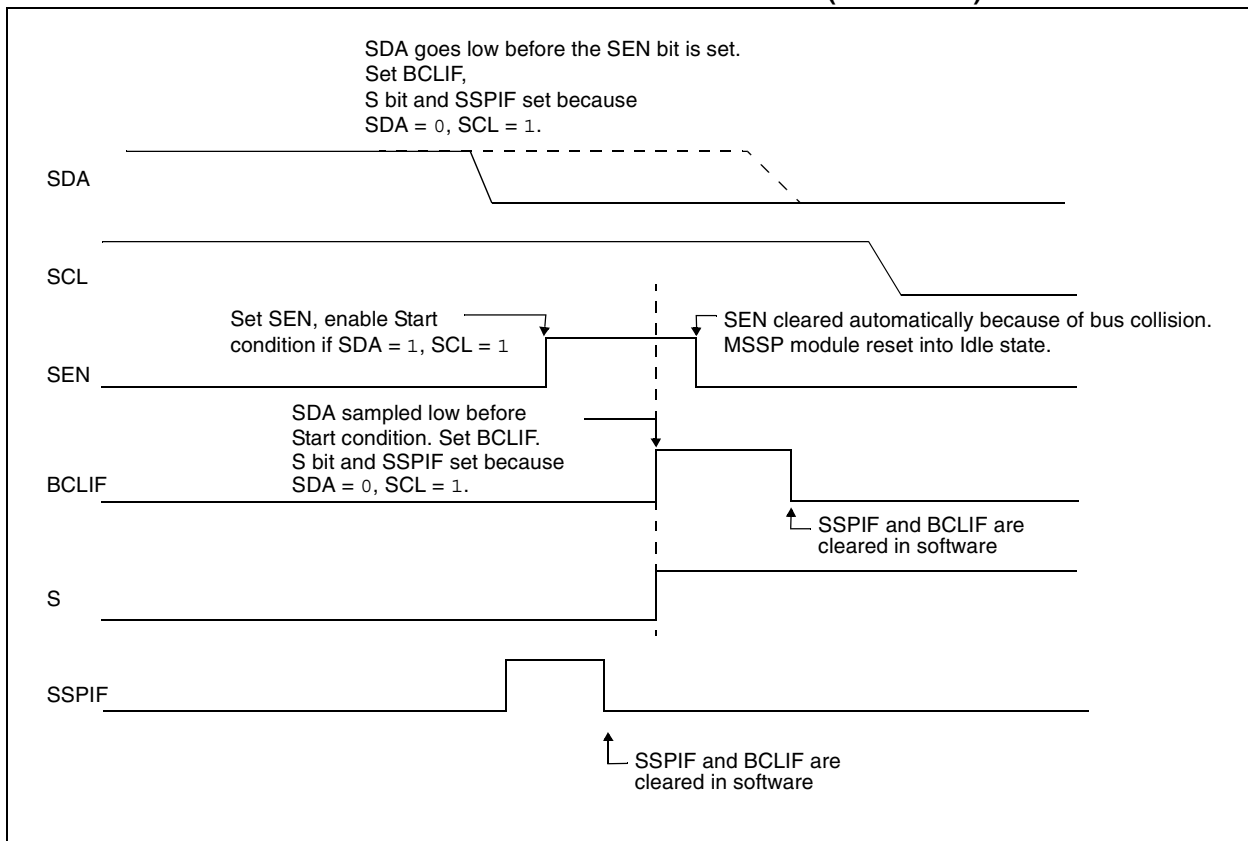 SDA goes low before the SEN bit is set.
Set BCLIF,
S bit and SSPIF set because
SDA = 0, SCL = 1.
SDA
SCL
Set SEN, enable Start
condition if SDA = 1, SCL = 1
SEN cleared automatically because of bus collision.
MSSP module reset into Idle state.
SEN
SDA sampled low before
Start condition. Set BCLIF.
S bit and SSPIF set because
SDA = 0, SCL = 1.
BCLIF
SSPIF and BCLIF are
cleared in software
S
SSPIF
SSPIF and BCLIF are
cleared in software